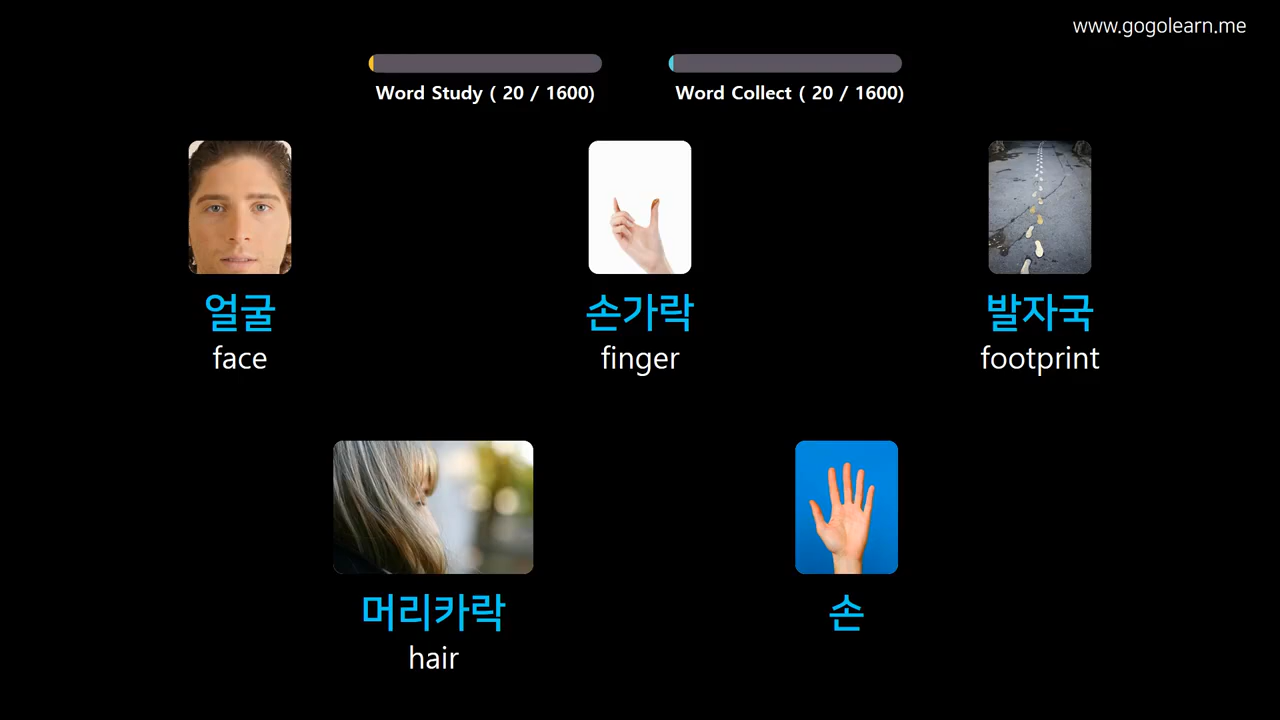 www.gogolearn.me
Word Study ( 20 / 1600)
Word Collect ( 20 / 1600)
얼굴
face
손가락
finger
발자국
footprint
머리카락
hair
손